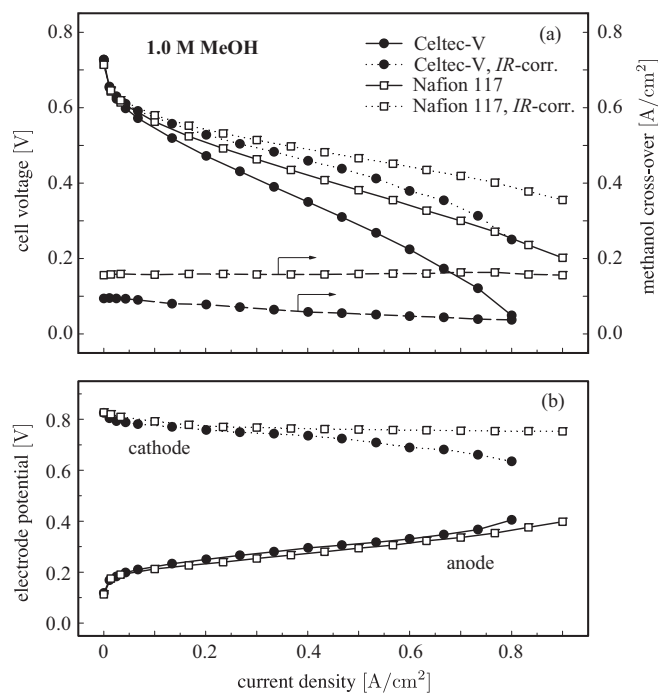 1.0 M MeOH
(a)
Celtec-V
Celtec-V, IR-corr.
Nafion 117
Nafion 117, IR-corr.
0.8
0.6
0.4
0.2
0.0
cell voltage [V]
0.8
0.6
0.4
0.2
0.0
methanol cross-over [A/cm²]
(b)
cathode
anode
0.8
0.6
0.4
0.2
0.0
electrode potential [V]
0 0.2 0.4 0.6 0.8
current density [A/cm²]